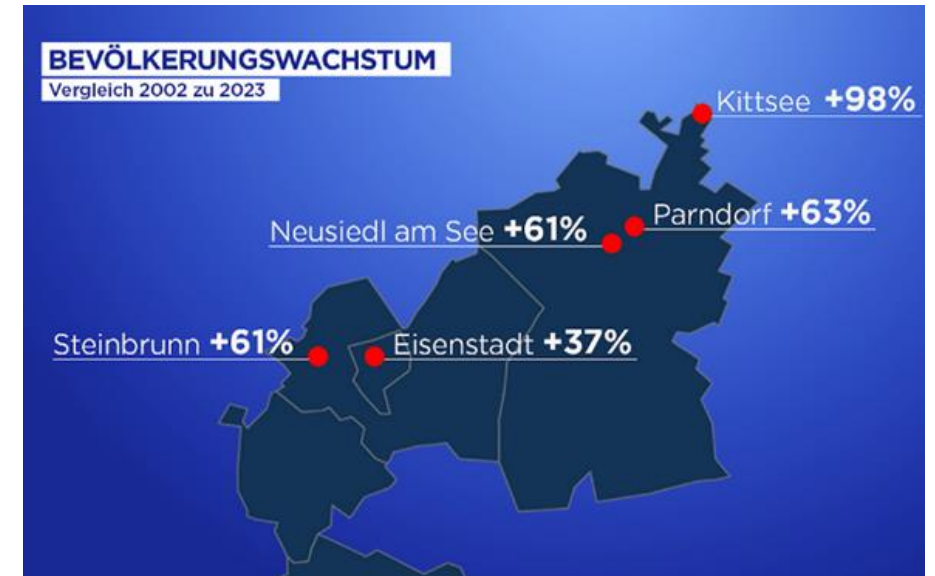 BEVÖLKERUNGSWACHSTUM
Vergleich 2002 zu 2023
Kittsee +98%
Parndorf +63%
Neusiedl am See +61%
Steinbrunn +61%
Eisenstadt +37%